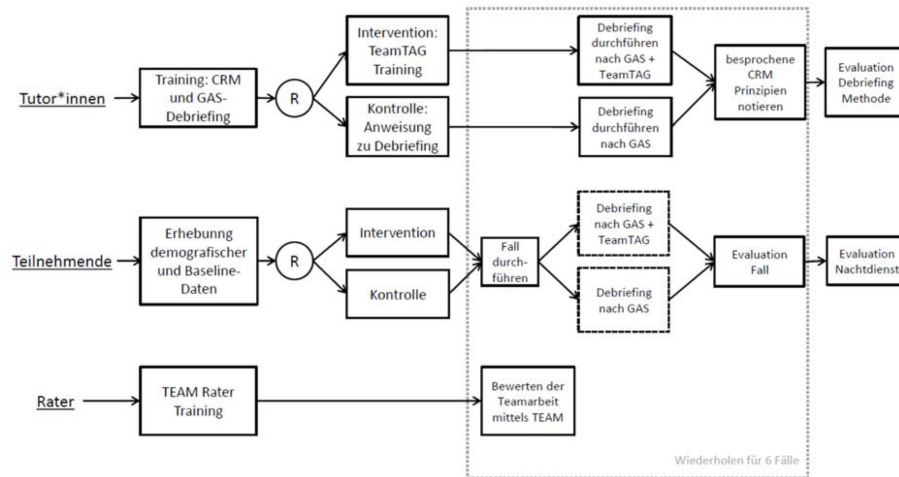 Tutor*innen
Training: CRM
und GAS-
Debriefing
R
Intervention:
TeamTAG
Training
Kontrolle:
Anweisung
zu Debriefing
Debriefing
durchführen
nach GAS +
TeamTAG
Debriefing
durchführen
nach GAS
besprochene
CRM
Prinzipien
notieren
Evaluation
Debriefing
Methode
Teilnehmende
Erhebunng
demografischer
und Baseline-
Daten
R
Intervention
Kontrolle
Fall
durch-
führen
Debriefing
nach GAS +
TeamTAG
Debriefing
nach GAS
Evaluation
Fall
Evaluation
Nachtdienst
Rater
TEAM Rater
Training
Bewerten der
Teamarbeit
mittels TEAM
Wiederholen für 6 Fälle